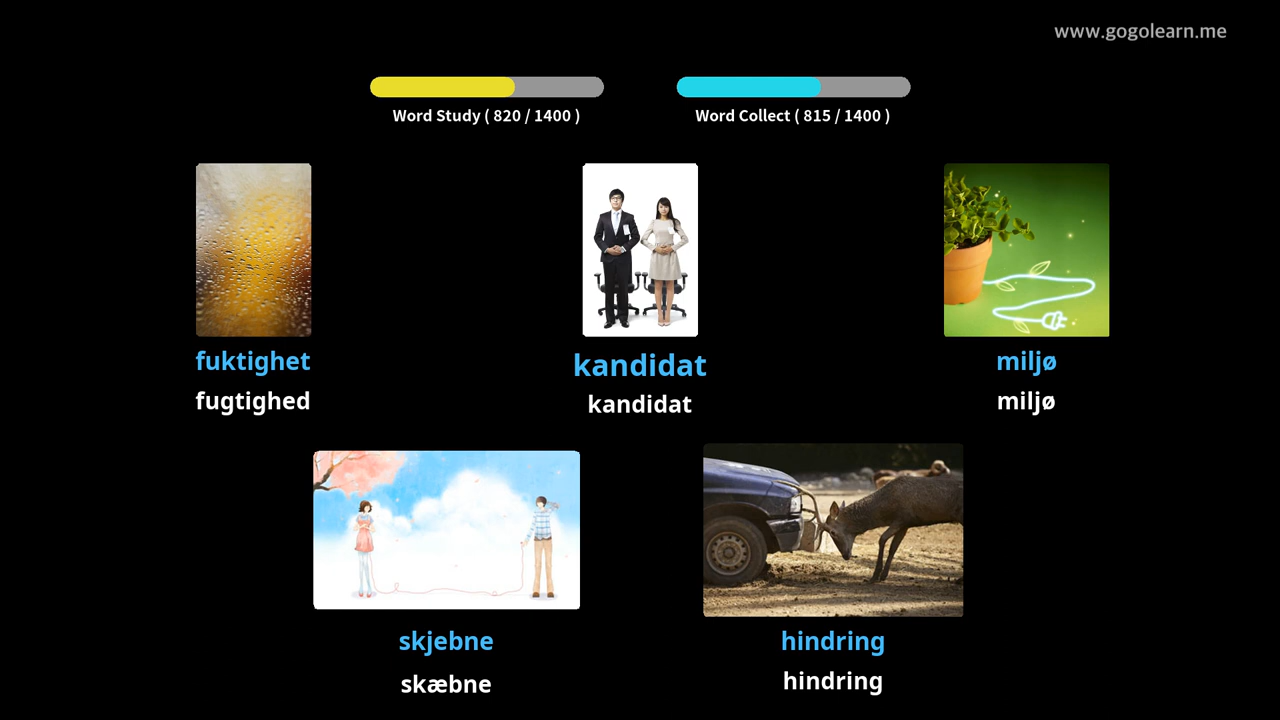 www.gogolearn.me
Word Study ( 820 / 1400 )
Word Collect ( 815 / 1400 )
fuktighet
fugtighed
kandidat
kandidat
miljø
miljø
skjebne
skæbne
hindring
hindring